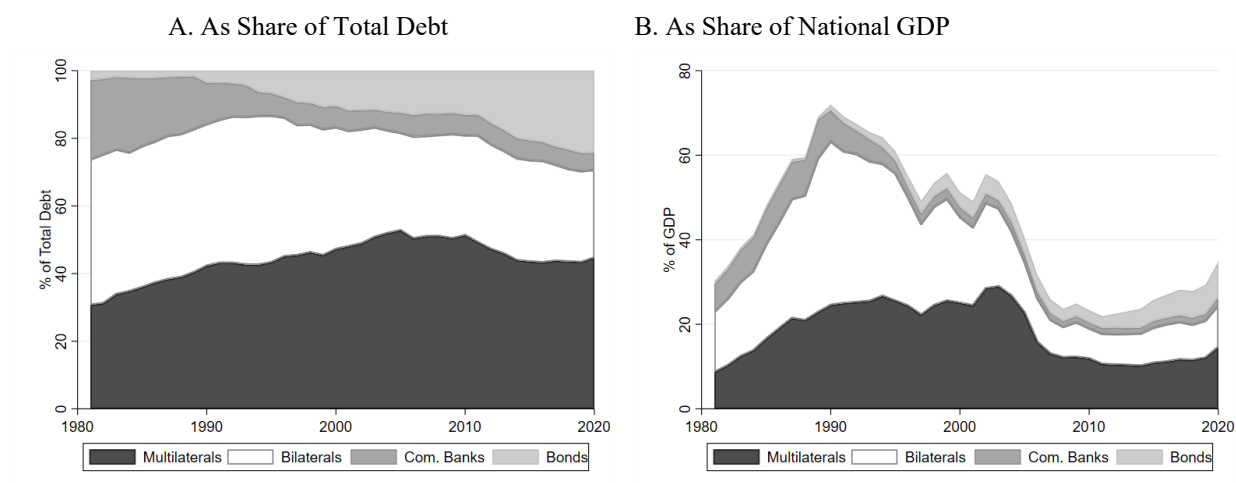 A. As Share of Total Debt
% of Total Debt
100
80
60
40
20
0
1980 1990 2000 2010 2020
Multilaterals Bilaterals Com. Banks Bonds
B. As Share of National GDP
% of GDP
80
60
40
20
0
1980 1990 2000 2010 2020
Multilaterals Bilaterals Com. Banks Bonds